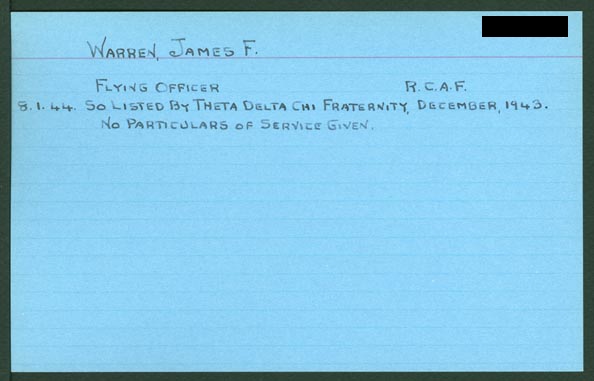 WARREN, JAMES F.
FLYING OFFICER R.C.A.F.
8.1.44. SO LISTED BY THETA DELTA CHI FRATERNITY, DECEMBER, 1943.
NO PARTICULARS OF SERVICE GIVEN.